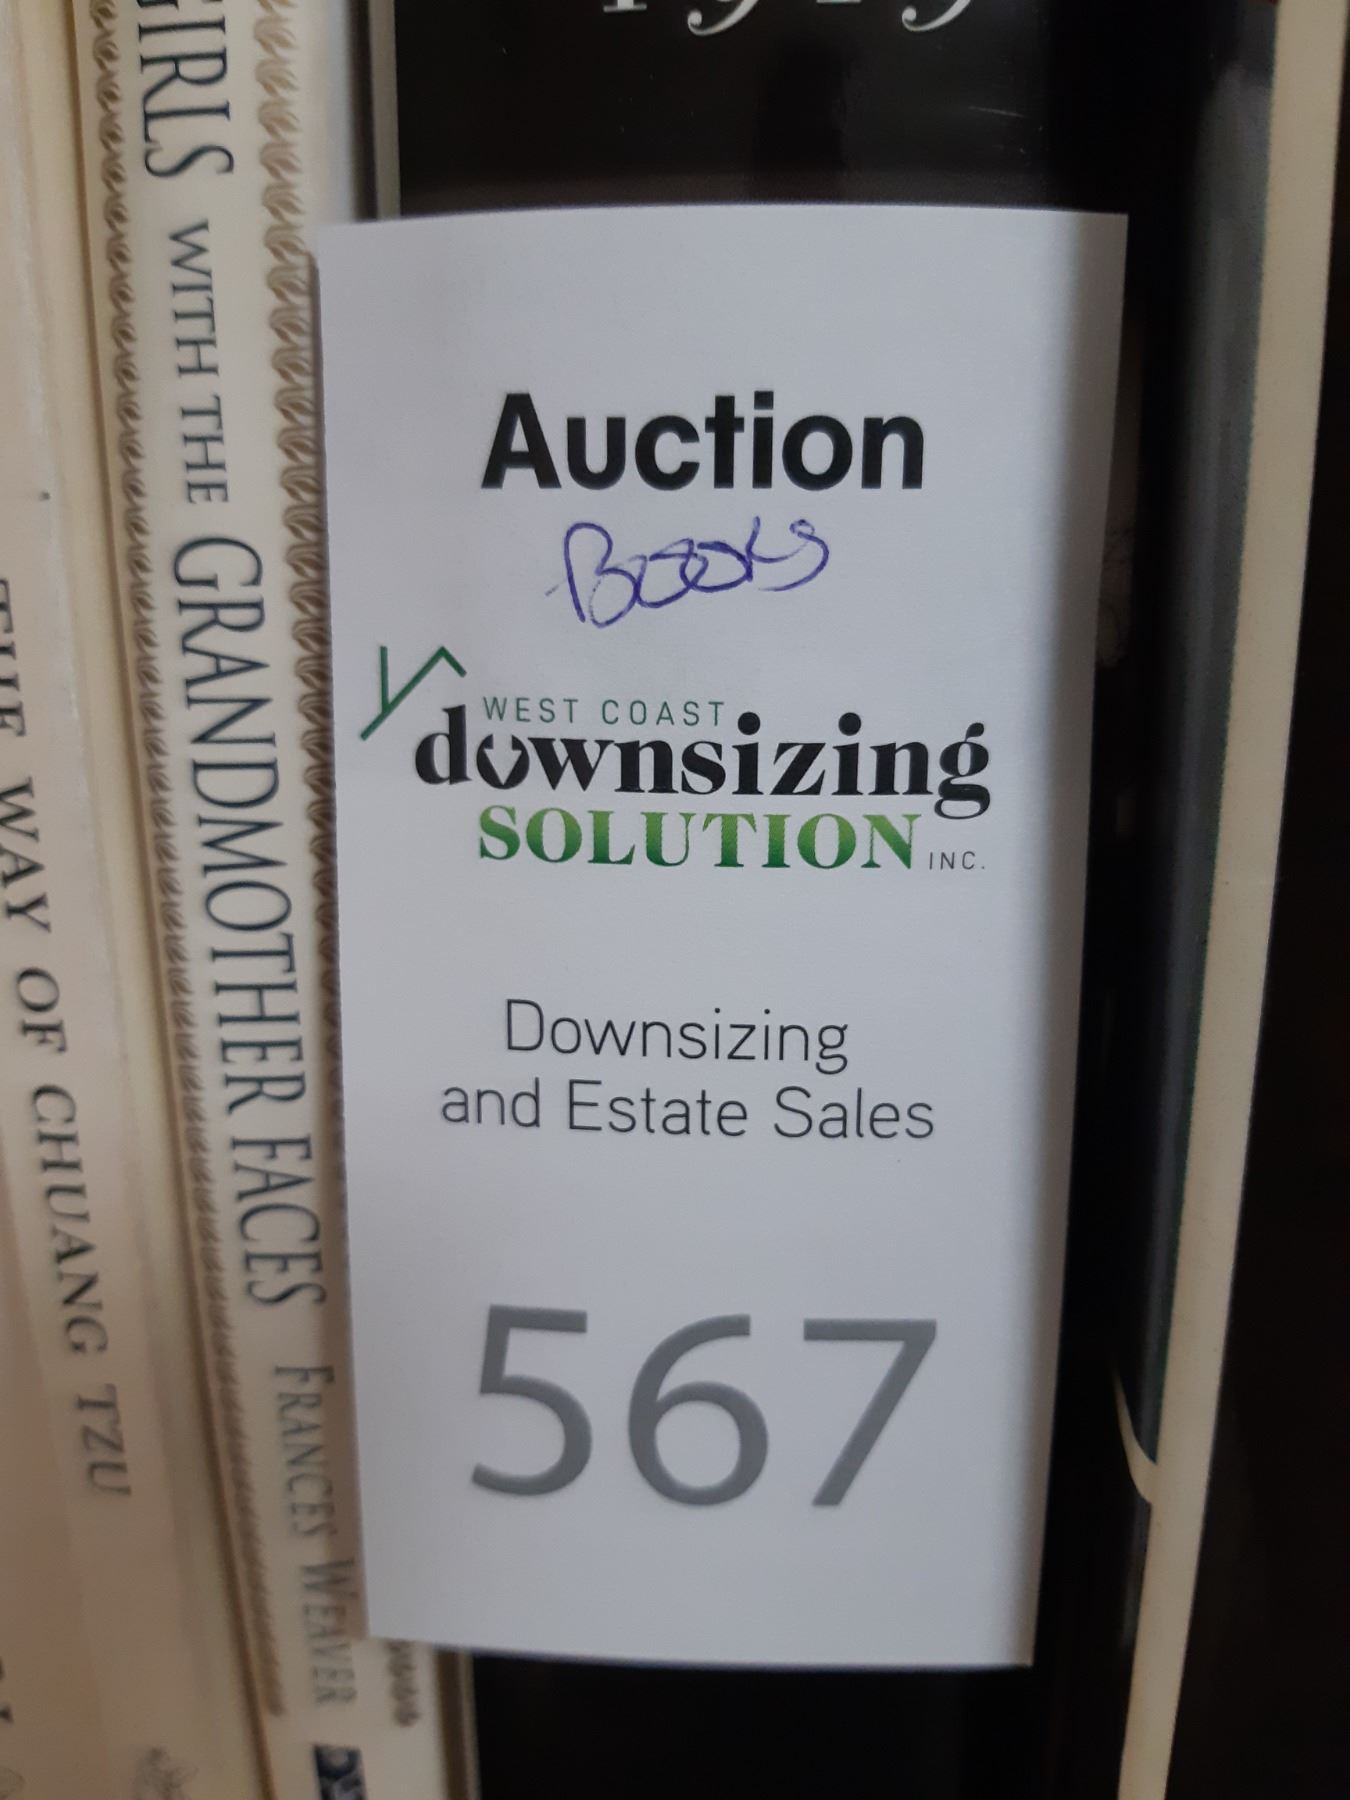 THE WAY OF CHUANG TZU
GIRLS WITH THE GRANDMOTHER FACES FRANCES WEAVER
Auction
Books
WEST COAST
downsizing
SOLUTION INC.
Downsizing
and Estate Sales
567